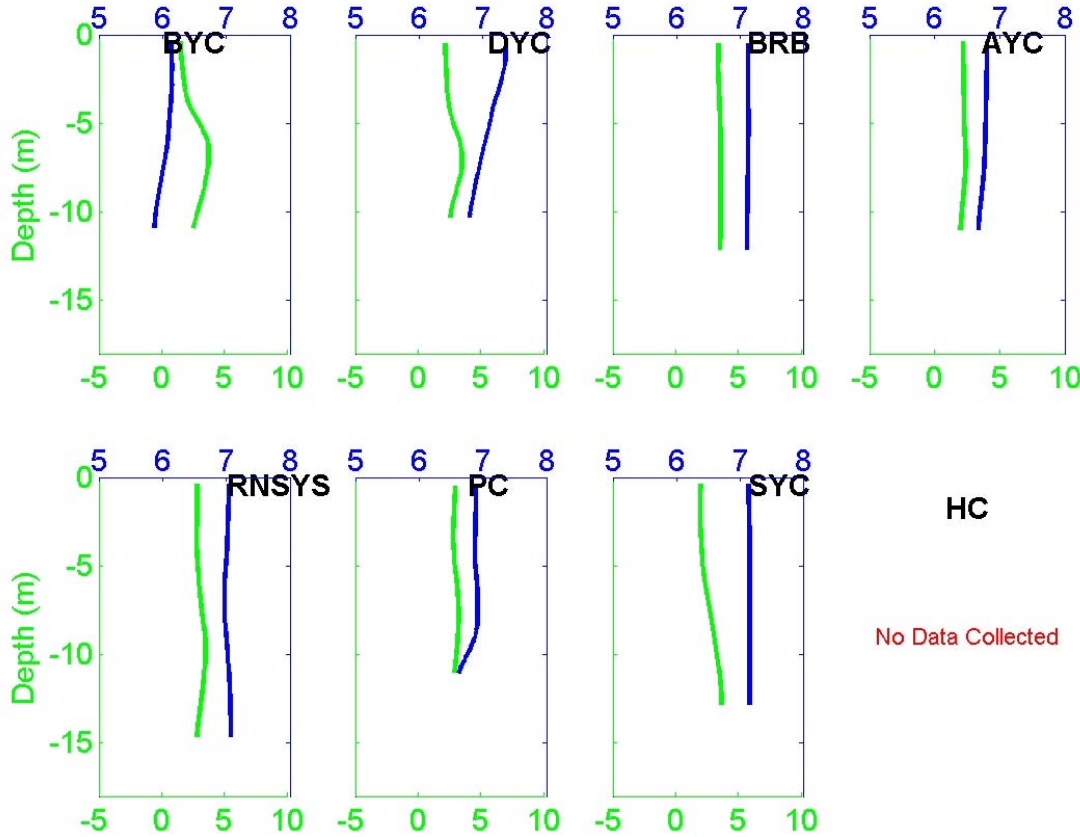 5 6 7 8 5 6 7 8 5 6 7 8 5 6 7 8
0 BYC DYC BRB AYC
-5
-10
-15
Depth (m)
-5 0 5 10 -5 0 5 10 -5 0 5 10 -5 0 5 10
5 6 7 8 5 6 7 8 5 6 7 8
0 RNSYS PC SYC HC
-5
-10
-15
Depth (m)
No Data Collected
-5 0 5 10 -5 0 5 10 -5 0 5 10